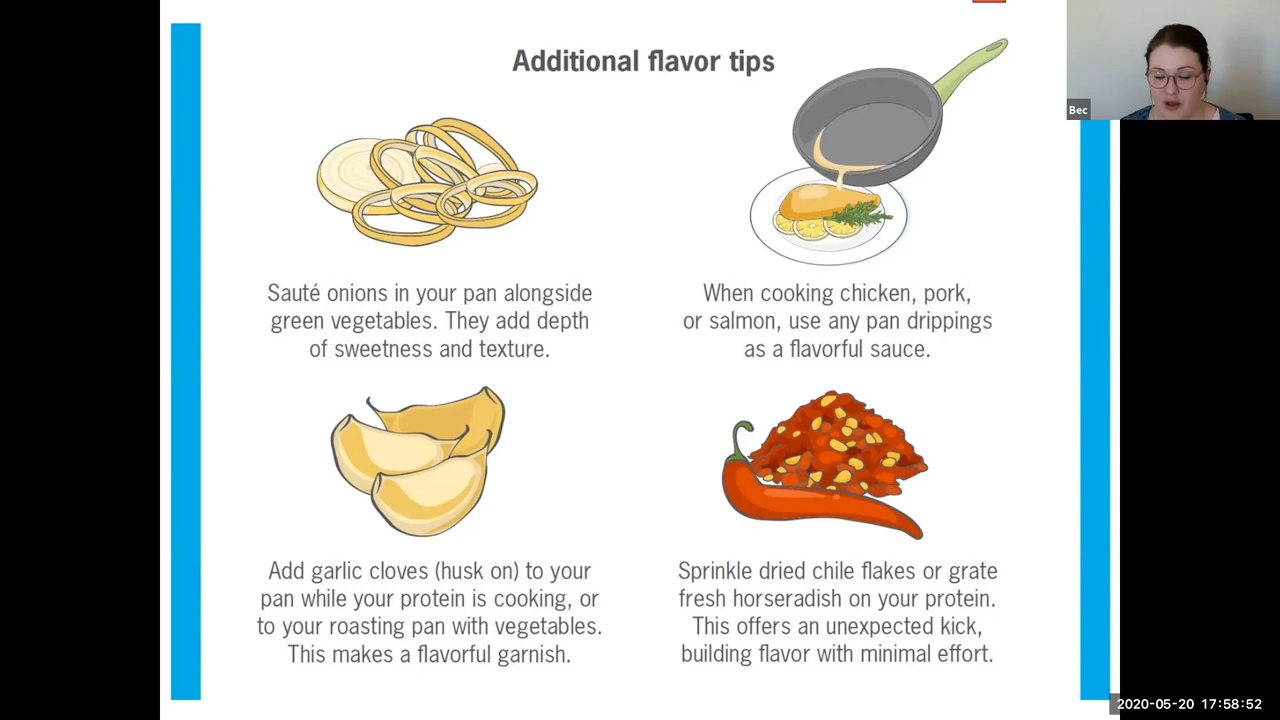 Additional flavor tips
Bec
Sauté onions in your pan alongside
green vegetables. They add depth
of sweetness and texture.
When cooking chicken, pork,
or salmon, use any pan drippings
as a flavorful sauce.
Add garlic cloves (husk on) to your
pan while your protein is cooking, or
to your roasting pan with vegetables.
This makes a flavorful garnish.
Sprinkle dried chile flakes or grate
fresh horseradish on your protein.
This offers an unexpected kick,
building flavor with minimal effort.
2020-05-20 17:58:52